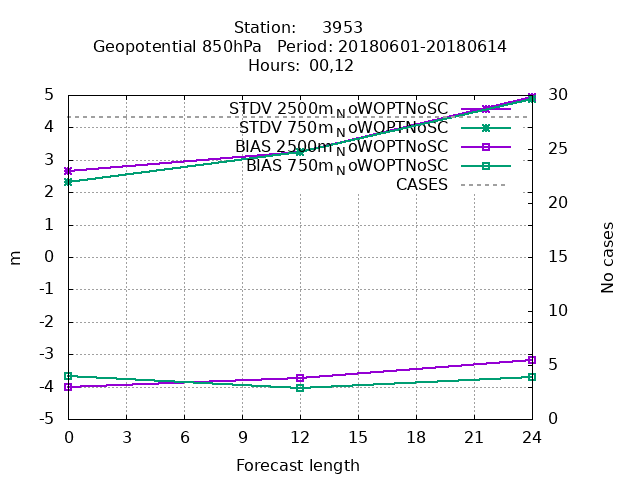 Station: 3953
Geopotential 850hPa Period: 20180601-20180614
Hours: 00,12
STDV 2500m_NoWOPTNoSC
STDV 750m_NoWOPTNoSC
BIAS 2500m_NoWOPTNoSC
BIAS 750m_NoWOPTNoSC
CASES
5
4
3
2
1
0
-1
-2
-3
-4
-5
m
30
25
20
15
10
5
0
No cases
0 3 6 9 12 15 18 21 24
Forecast length